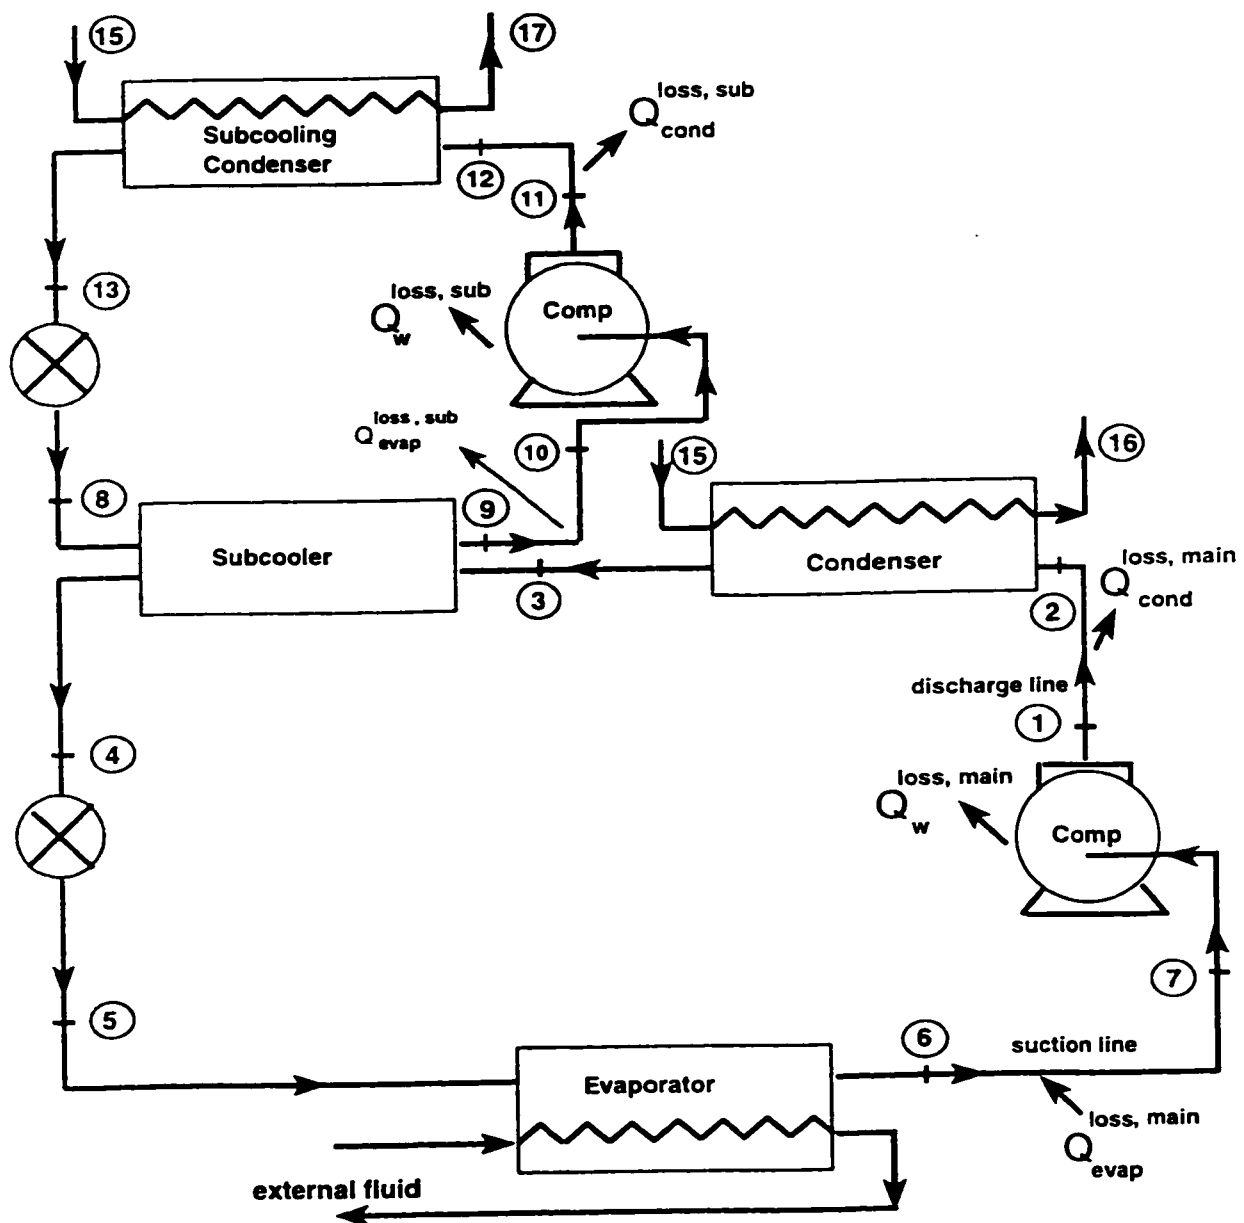 15
17
loss, sub
Q cond
Subcooling
Condenser
12
11
13
loss, sub
Q w
Comp
loss, sub
Q evap
10
15
16
8
9
Subcooler
Condenser
loss, main
Q cond
3
2
discharge line
1
4
loss, main
Q w
Comp
7
5
6
suction line
Evaporator
loss, main
Q evap
external fluid